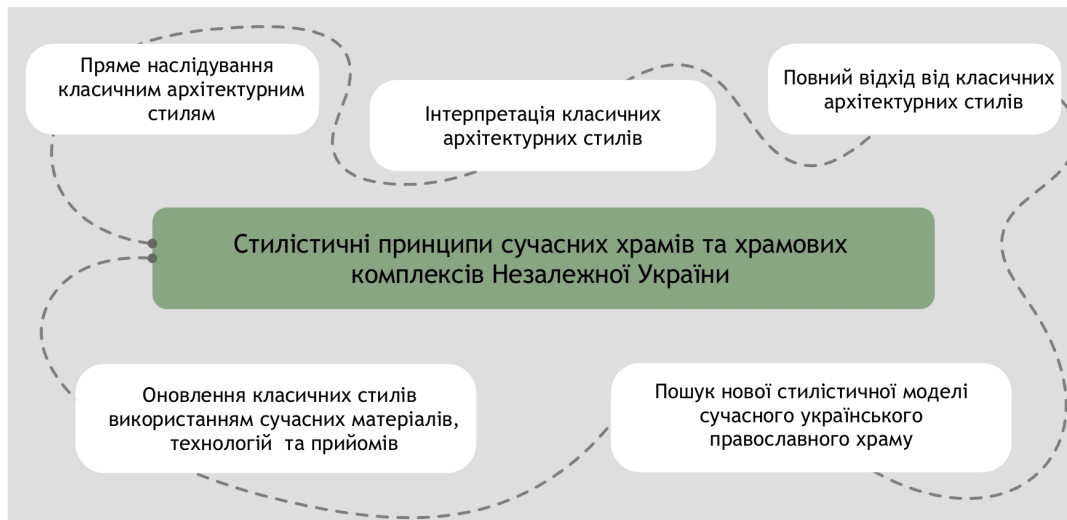 Пряме наслідування
класичним архітектурним
стилям
Інтерпретація класичних
архітектурних стилів
Повний відхід від класичних
архітектурних стилів
Стилістичні принципи сучасних храмів та храмових
комплексів Незалежної України
Оновлення класичних стилів
використанням сучасних матеріалів,
технологій та прийомів
Пошук нової стилістичної моделі
сучасного українського
православного храму